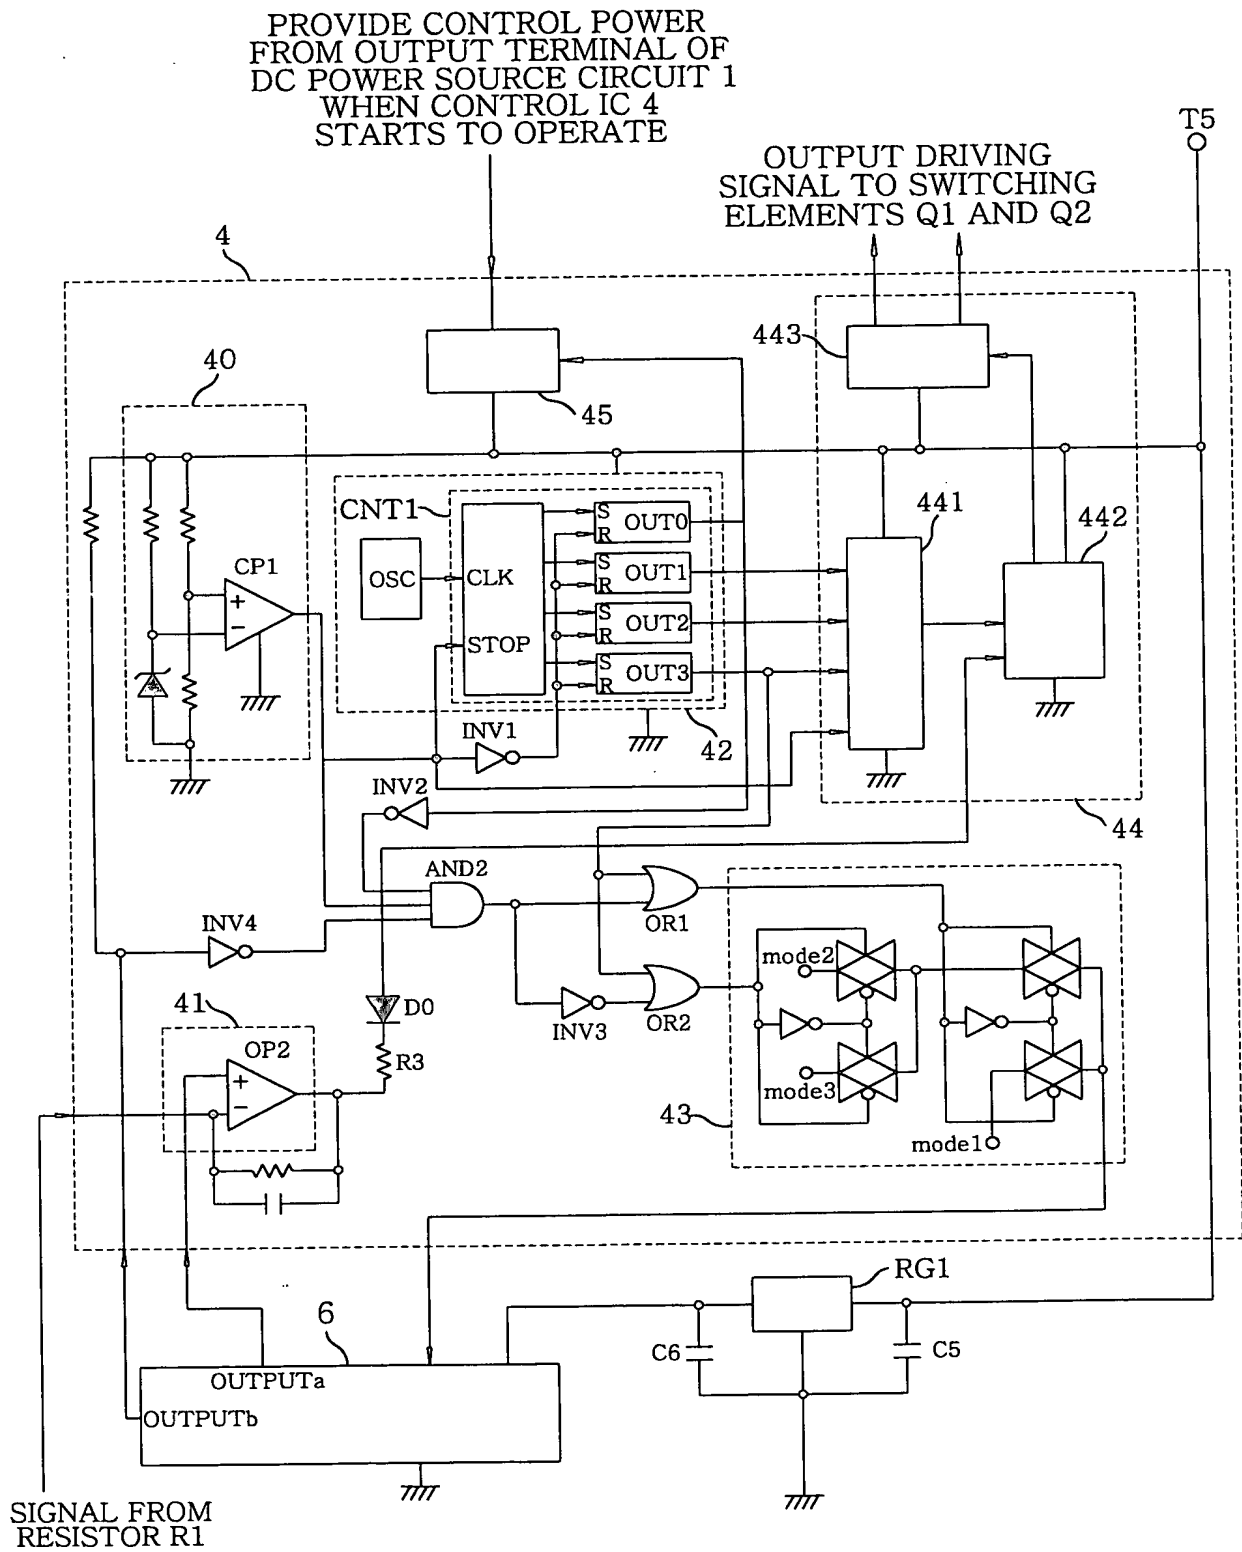 PROVIDE CONTROL POWER
FROM OUTPUT TERMINAL OF
DC POWER SOURCE CIRCUIT 1
WHEN CONTROL IC 4
STARTS TO OPERATE
T5
OUTPUT DRIVING
SIGNAL TO SWITCHING
ELEMENTS Q1 AND Q2
4
443
40
45
CNT1
S
R
OUT0
441
442
CP1
OSC
CLK
S
R
OUT1
+
−
S
R
OUT2
STOP
S
R
OUT3
INV1
42
INV2
44
AND2
INV4
OR1
mode2
41
D0
INV3
OR2
OP2
R3
+
−
mode3
43
mode1
RG1
6
C6
C5
OUTPUTa
OUTPUTb
SIGNAL FROM
RESISTOR R1